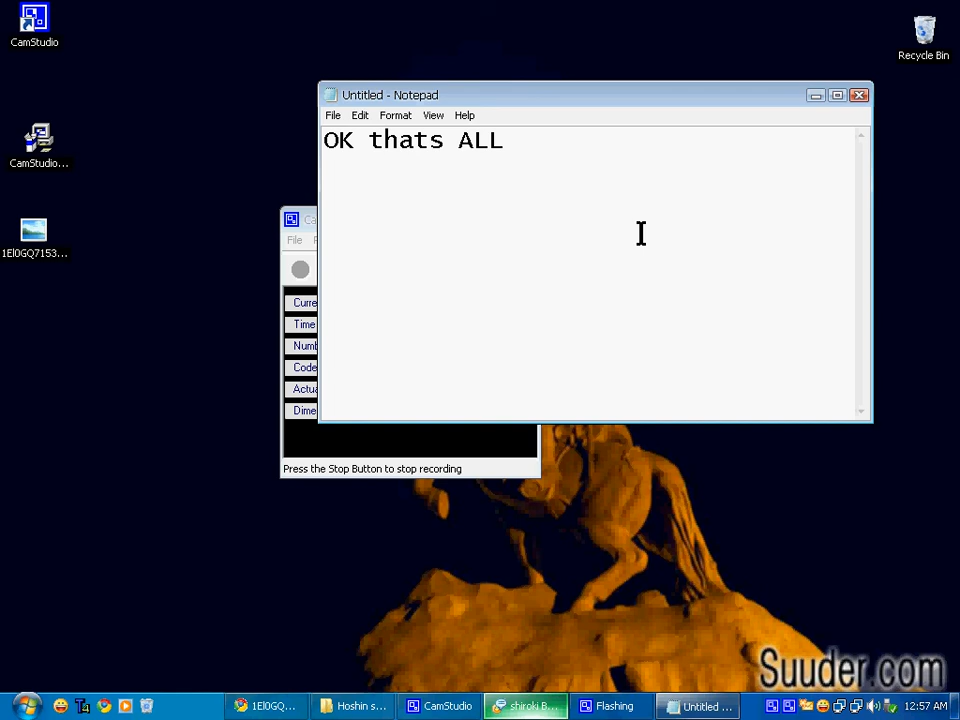 CamStudio
Recycle Bin
Untitled - Notepad
File Edit Format View Help
OK thats ALL
CamStudio...
File
1El0GQ7153...
Press the Stop Button to stop recording
Suuder.com
1El0GQ... Hoshin s... CamStudio shiroki B... Flashing Untitled ... 12:57 AM